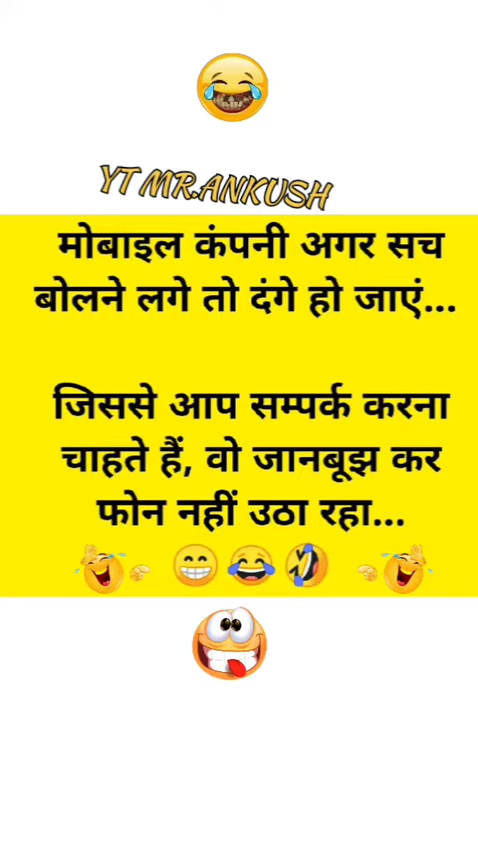 YT MR.ANKUSH
मोबाइल कंपनी अगर सच
बोलने लगे तो दंगे हो जाएं...
जिससे आप सम्पर्क करना
चाहते हैं, वो जानबूझ कर
फोन नहीं उठा रहा...